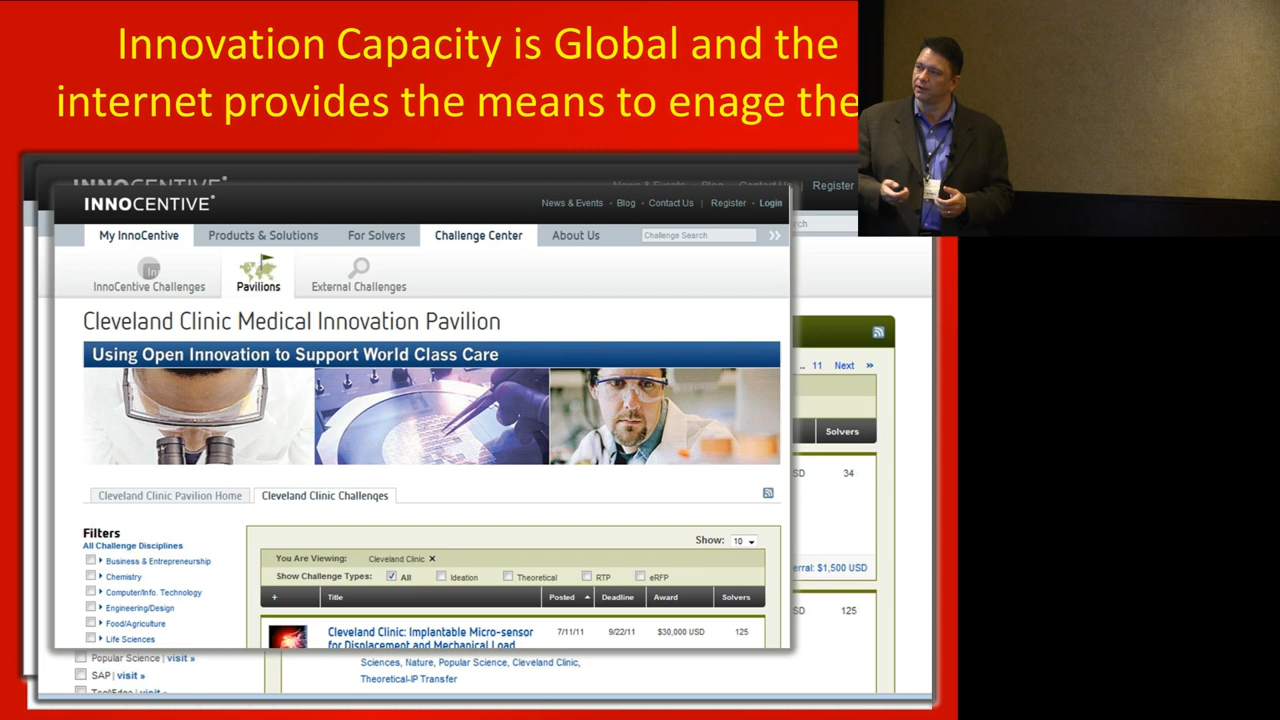 Innovation Capacity is Global and the
internet provides the means to enage the
INNOCENTIVE
Register
INNOCENTIVE®
News & Events • Blog • Contact Us | Register • Login
My InnoCentive Products & Solutions For Solvers Challenge Center About Us Challenge Search »
InnoCentive Challenges Pavilions External Challenges
Cleveland Clinic Medical Innovation Pavilion
Using Open Innovation to Support World Class Care
.. 11 Next »
Solvers
SD 34
Cleveland Clinic Pavilion Home Cleveland Clinic Challenges
Filters
All Challenge Disciplines
Business & Entrepreneurship
Chemistry
Computer/Info. Technology
Engineering/Design
Food/Agriculture
Life Sciences
Show: 10
You Are Viewing: Cleveland Clinic ✕
Show Challenge Types: All Ideation Theoretical RTP eRFP
+ Title Posted Deadline Award Solvers
Cleveland Clinic: Implantable Micro-sensor 7/11/11 9/22/11 $30,000 USD 125
for Displacement and Mechanical Load
erral: $1,500 USD
SD 125
Popular Science | visit »
SAP | visit »
Sciences, Nature, Popular Science, Cleveland Clinic,
Theoretical-IP Transfer